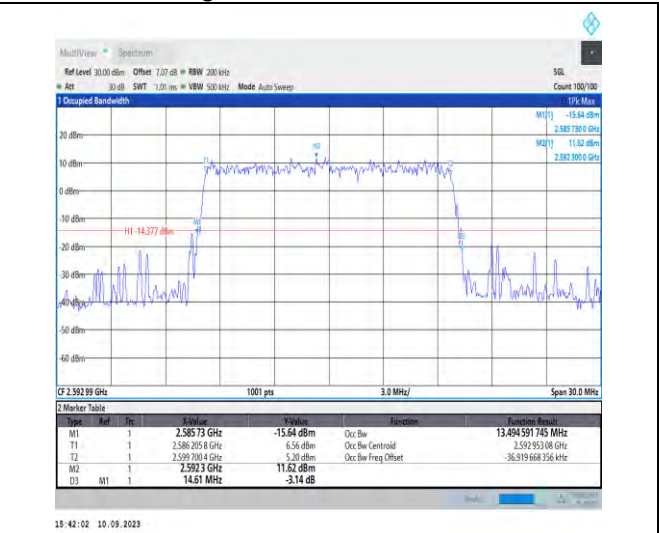 MultiView Spectrum
Ref Level 30.00 dBm Offset 7.07 dB RBW 200 kHz SGL
Att 30 dB SWT 1.01 ms VBW 500 kHz Mode Auto Sweep Count 100/100
1 Occupied Bandwidth 1Pk Max
M1[1] -15.64 dBm
2.585 730 0 GHz
M2[1] 11.62 dBm
2.592 300 0 GHz
20 dBm
M2
T1
T2
10 dBm
0 dBm
-10 dBm
M1
H1 -14.377 dBm
D3
-20 dBm
-30 dBm
-40 dBm
-50 dBm
-60 dBm
CF 2.592 99 GHz 1001 pts 3.0 MHz/ Span 30.0 MHz
2 Marker Table
Type Ref Trc X-Value Y-Value Function Function Result
M1 1 2.585 73 GHz -15.64 dBm Occ Bw 13.494 591 745 MHz
T1 1 2.586 205 8 GHz 6.56 dBm Occ Bw Centroid 2.592 953 08 GHz
T2 1 2.599 700 4 GHz 5.20 dBm Occ Bw Freq Offset -36.919 668 356 kHz
M2 1 2.592 3 GHz 11.62 dBm
D3 M1 1 14.61 MHz -3.14 dB
15:42:02 10.09.2023